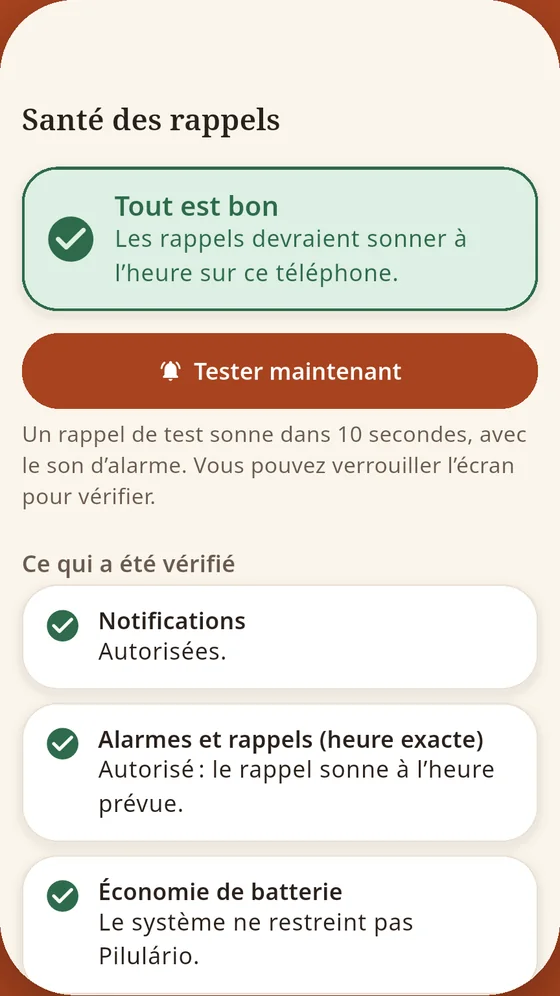 Santé des rappels
Tout est bon
Les rappels devraient sonner à
l’heure sur ce téléphone.
Tester maintenant
Un rappel de test sonne dans 10 secondes, avec
le son d’alarme. Vous pouvez verrouiller l’écran
pour vérifier.
Ce qui a été vérifié
Notifications
Autorisées.
Alarmes et rappels (heure exacte)
Autorisé : le rappel sonne à l’heure
prévue.
Économie de batterie
Le système ne restreint pas
Pilulário.